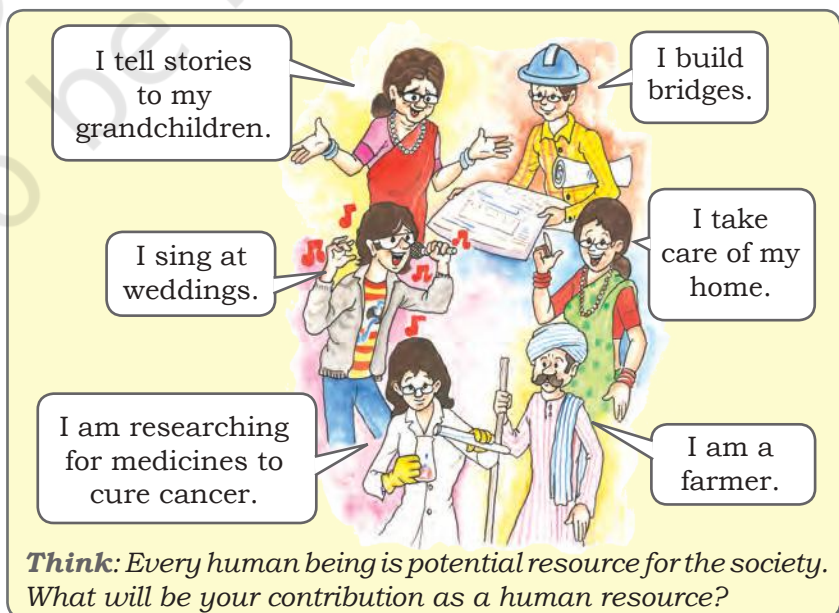 I tell stories
to my
grandchildren.
I build
bridges.
I sing at
weddings.
I take
care of my
home.
I am researching
for medicines to
cure cancer.
I am a
farmer.
Think: Every human being is potential resource for the society.
What will be your contribution as a human resource?